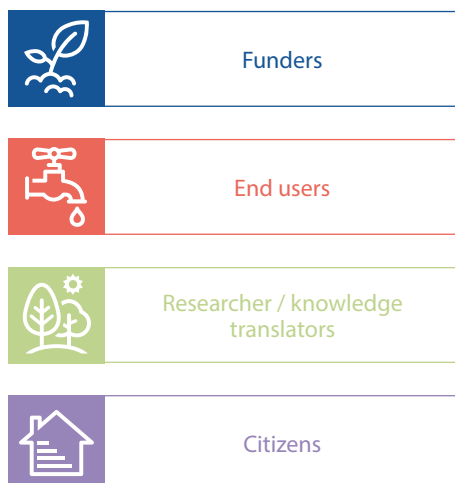 Funders
End users
Researcher / knowledge
translators
Citizens